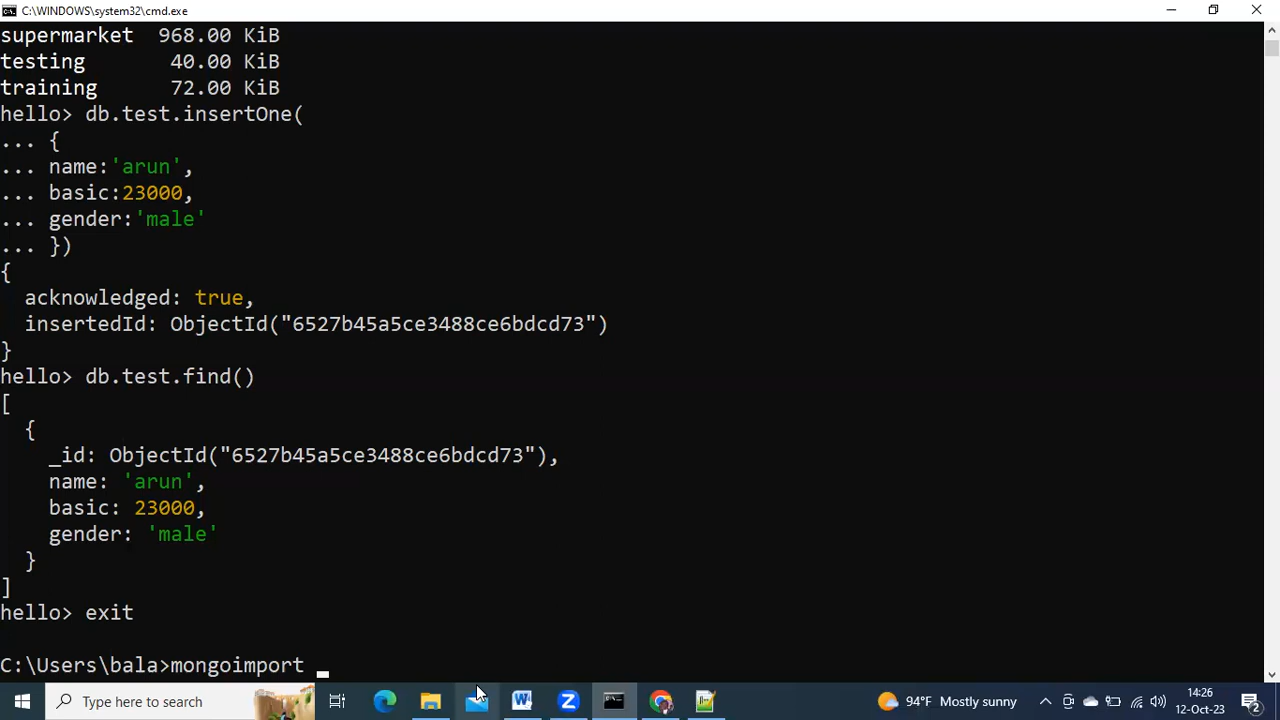 C:\WINDOWS\system32\cmd.exe
supermarket 968.00 KiB
testing 40.00 KiB
training 72.00 KiB
hello> db.test.insertOne(
... {
... name:'arun',
... basic:23000,
... gender:'male'
... })
{
acknowledged: true,
insertedId: ObjectId("6527b45a5ce3488ce6bdcd73")
}
hello> db.test.find()
[
{
_id: ObjectId("6527b45a5ce3488ce6bdcd73"),
name: 'arun',
basic: 23000,
gender: 'male'
}
]
hello> exit
C:\Users\bala>mongoimport _
Type here to search
94°F Mostly sunny
14:26
12-Oct-23
2